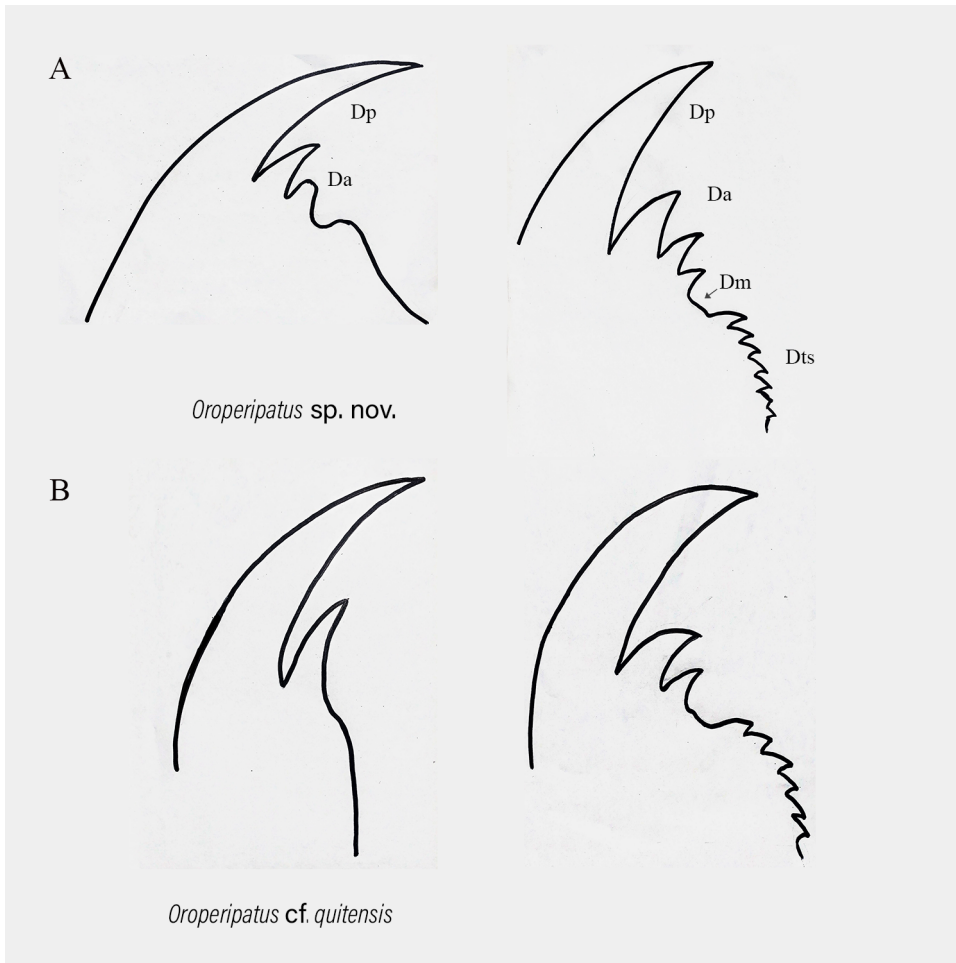 A
Dp
Da
Dp
Da
Dm
Dts
Oroperipatus sp. nov.
B
Oroperipatus cf. quitensis